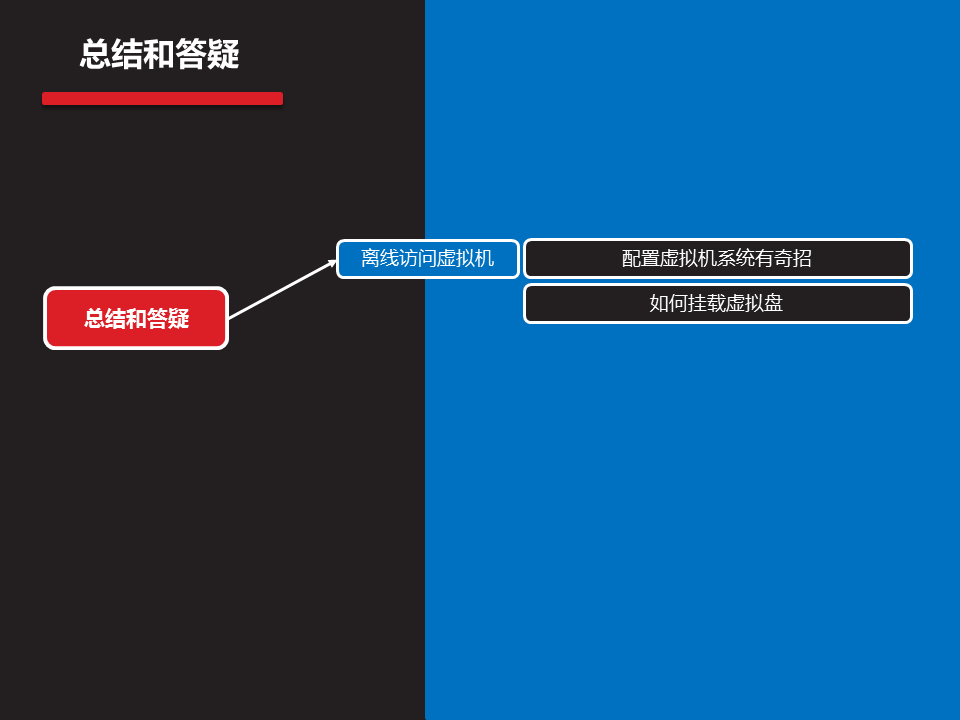 总结和答疑
离线访问虚拟机
配置虚拟机系统有奇招
如何挂载虚拟盘
总结和答疑